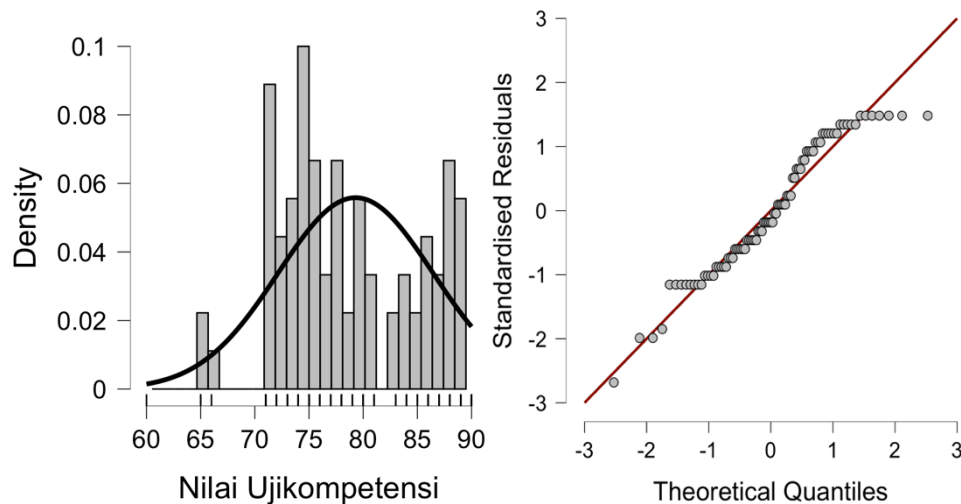 0.1
0.08
0.06
0.04
0.02
0
Density
60 65 70 75 80 85 90
Nilai Ujikompetensi
3
2
1
0
-1
-2
-3
Standardised Residuals
-3 -2 -1 0 1 2 3
Theoretical Quantiles